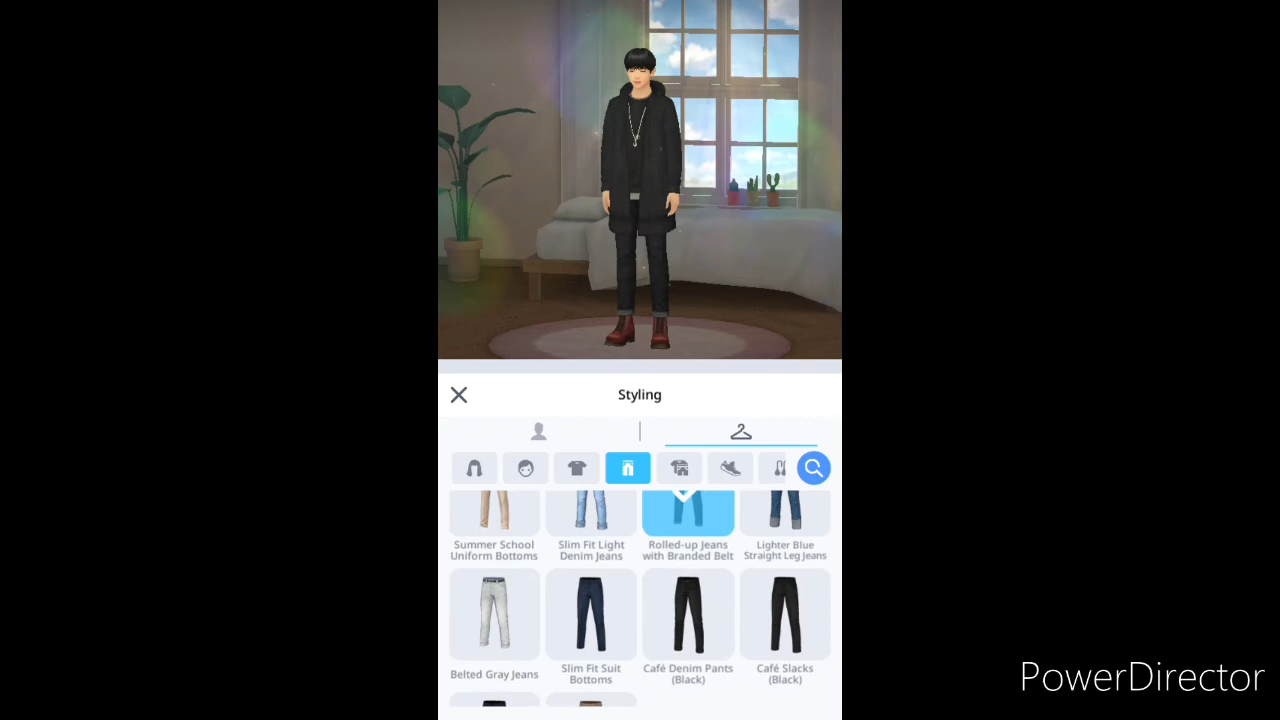 Styling
Summer School
Uniform Bottoms
Slim Fit Light
Denim Jeans
Rolled-up Jeans
with Branded Belt
Lighter Blue
Straight Leg Jeans
Belted Gray Jeans
Slim Fit Suit
Bottoms
Café Denim Pants
(Black)
Café Slacks
(Black)
PowerDirector